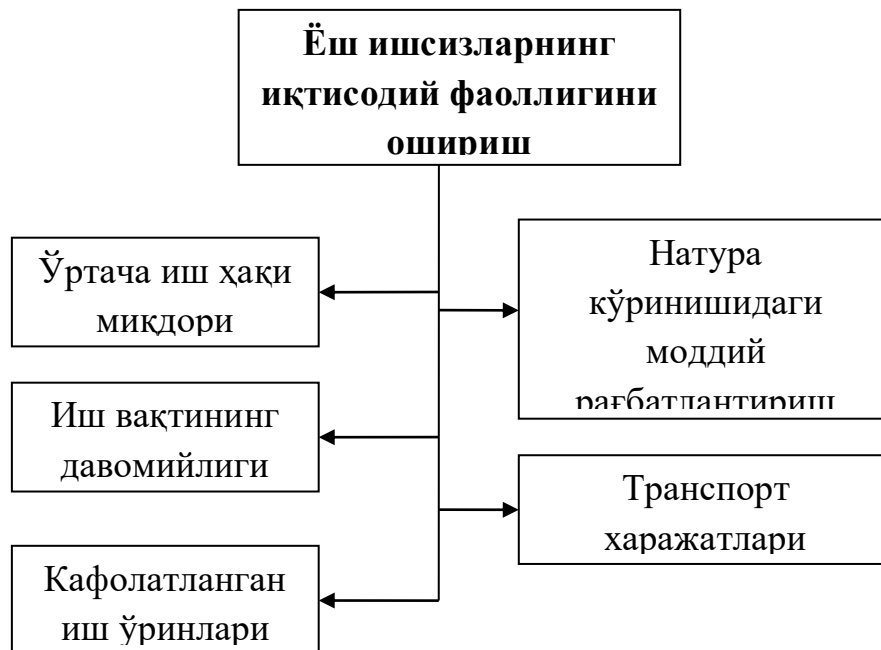 Ёш ишсизларнинг
иқтисодий фаоллигини
ошириш
Ўртача иш ҳақи
миқдори
Иш вақтининг
давомийлиги
Кафолатланган
иш ўринлари
Натура
кўринишидаги
моддий
рағбатлантириш
Транспорт
харажатлари